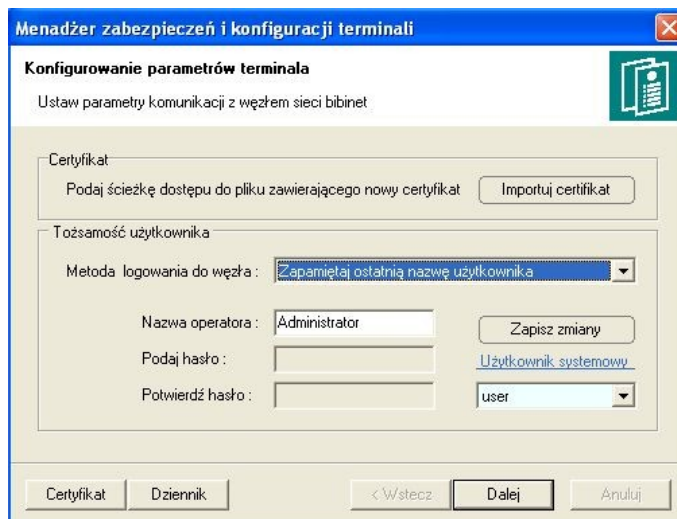 Menadżer zabezpieczeń i konfiguracji terminali
Konfigurowanie parametrów terminala
Ustaw parametry komunikacji z węzłem sieci bibinet
Certyfikat
Podaj ścieżkę dostępu do pliku zawierającego nowy certyfikat
Importuj certifikat
Tożsamość użytkownika
Metoda logowania do węzła :
Zapamiętaj ostatnią nazwę użytkownika
Nazwa operatora :
Administrator
Zapisz zmiany
Podaj hasło :
Użytkownik systemowy
Potwierdź hasło :
user
Certyfikat
Dziennik
< Wstecz
Dalej
Anuluj